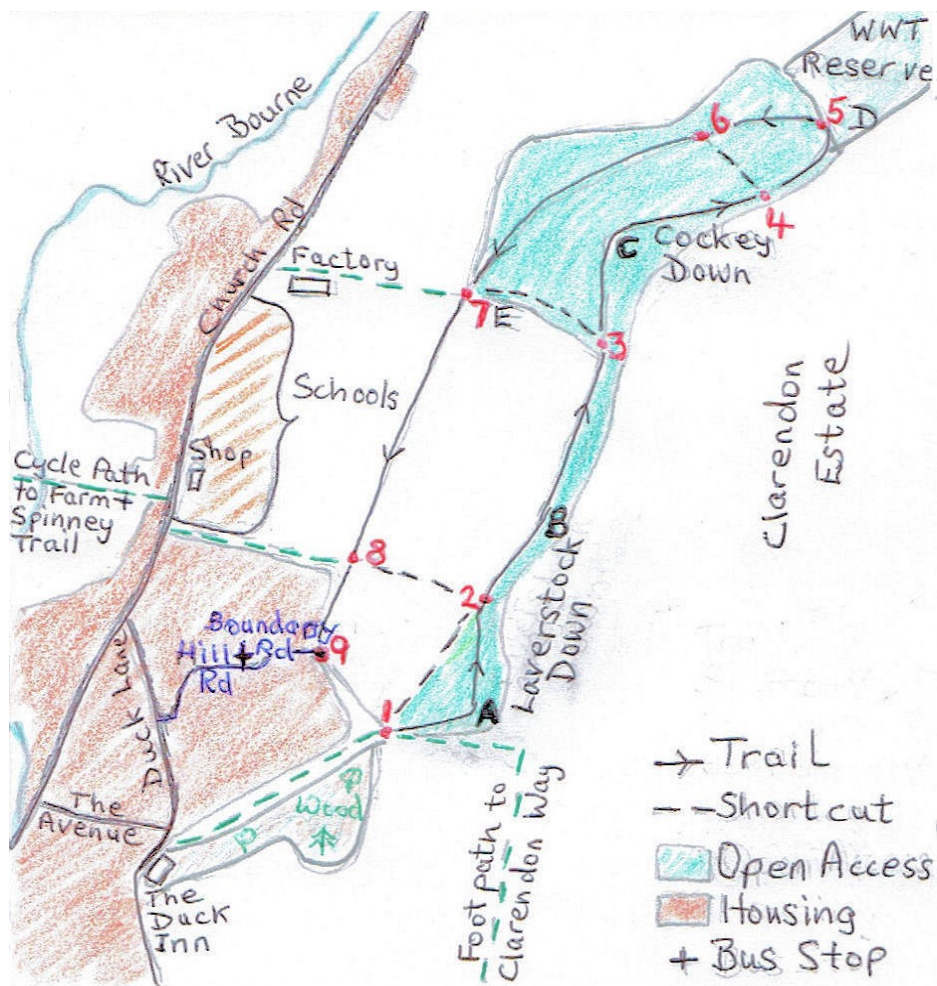 WWT
Reserve
River Bourne
6
5
D
4
Church Rd
Factory
C
Cockey
Down
7
E
3
Schools
Shop
Clarendon
Estate
Cycle Path
to Farm +
Spinney
Trail
B
8
2
Boundary
Hill Rd
Rd
9
Laverstock
Down
Duck Lane
1
A
The
Avenue
Wood
The
Duck
Inn
Footpath to
Clarendon Way
Trail
Short cut
Open Access
Housing
+ Bus Stop